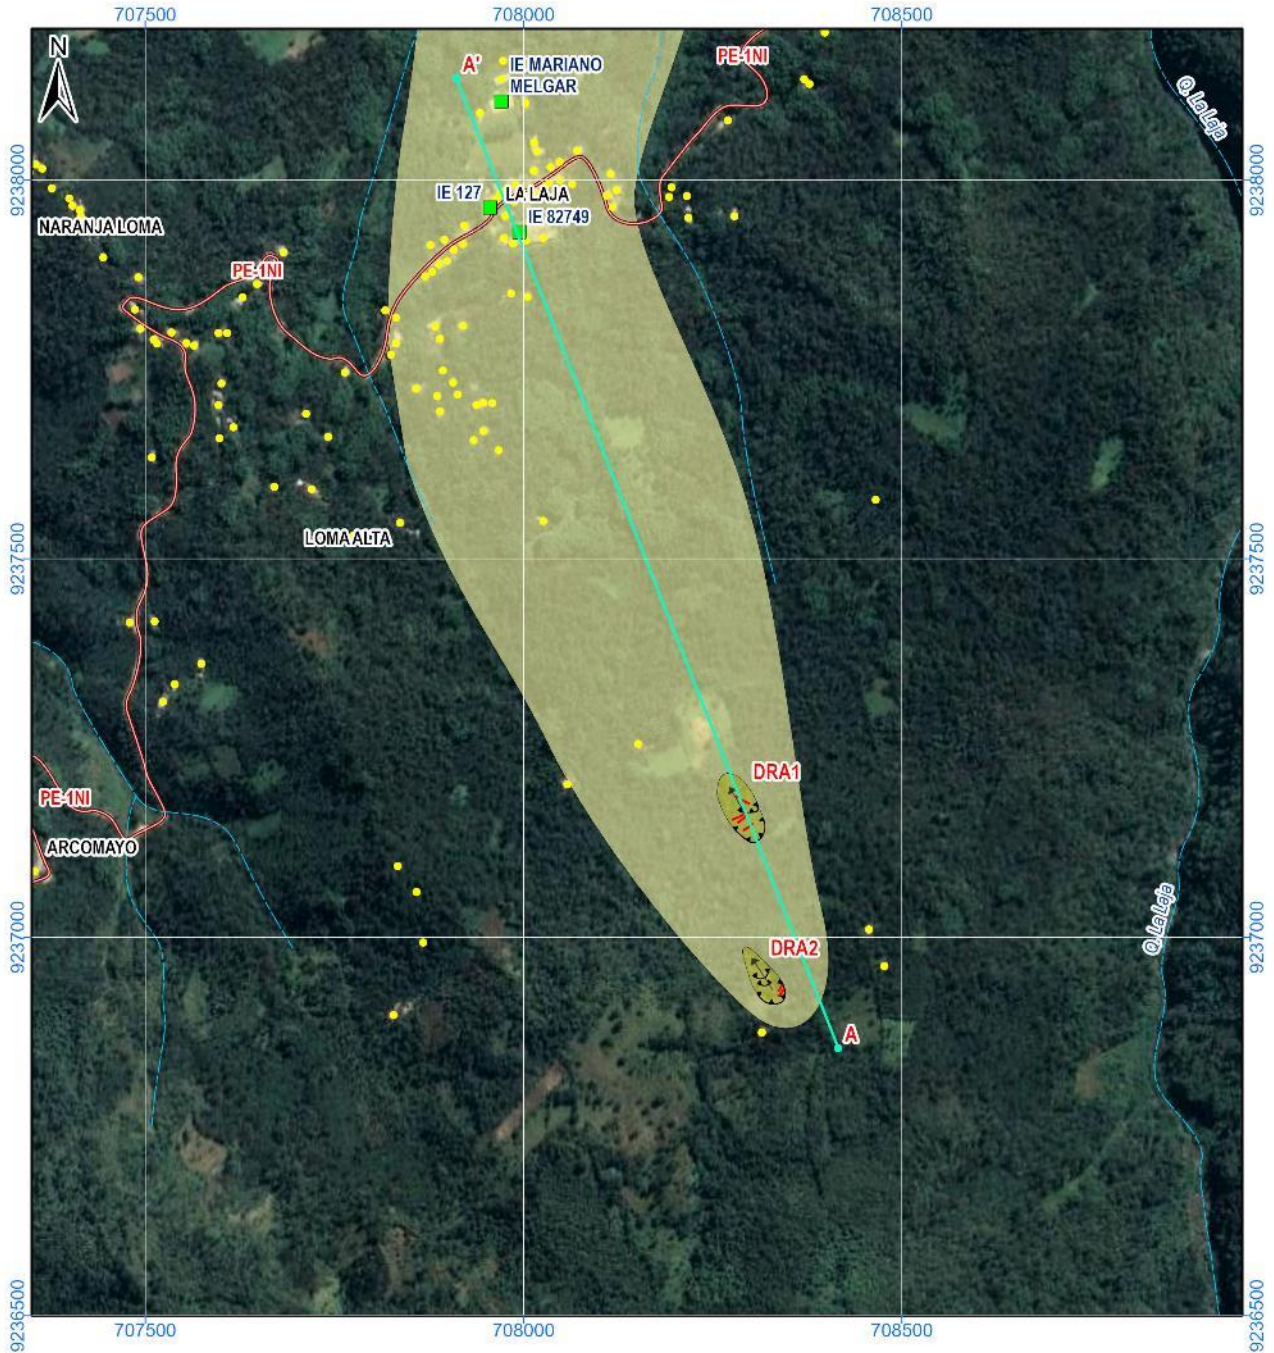 707500
708000
708500
N
A'
IE MARIANO
MELGAR
PE-1NI
Q. La Laja
9238000
9238000
IE 127
LA LAJA
IE 82749
NARANJA LOMA
PE-1NI
LOMA ALTA
9237500
9237500
DRA1
PE-1NI
ARCOMAYO
Q. La Laja
9237000
9237000
DRA2
A
9236500
9236500
707500
708000
708500